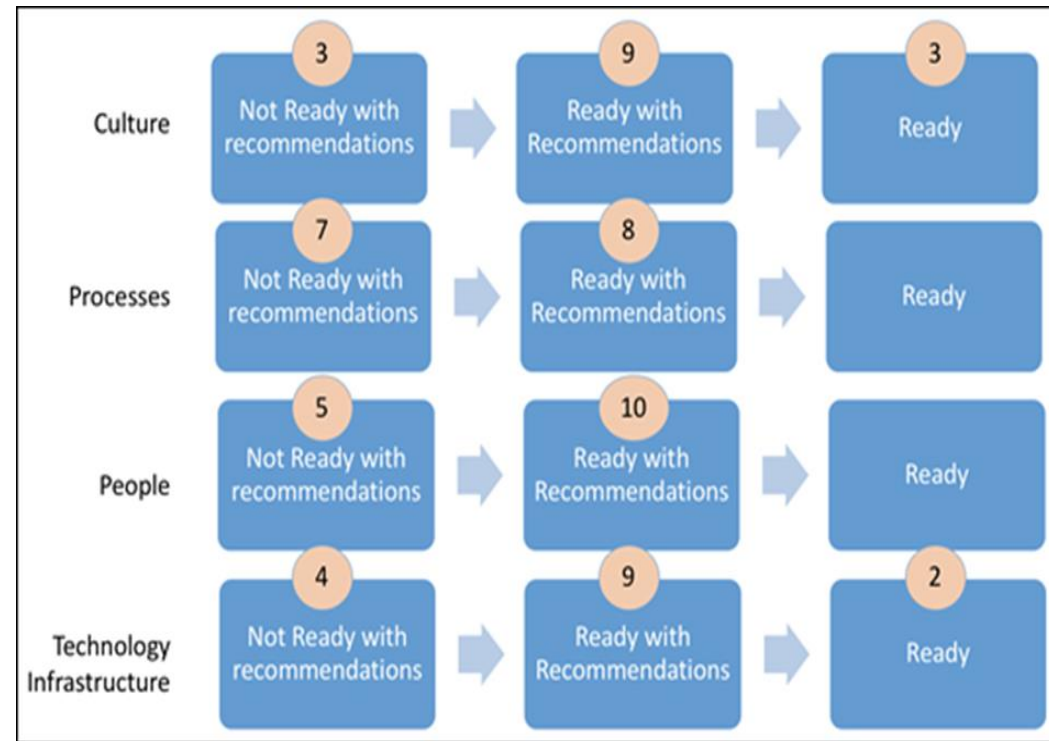 3
9
3
Culture
Not Ready with
recommendations
Ready with
Recommendations
Ready
7
8
Processes
Not Ready with
recommendations
Ready with
Recommendations
Ready
5
10
People
Not Ready with
recommendations
Ready with
Recommendations
Ready
4
9
2
Technology
Infrastructure
Not Ready with
recommendations
Ready with
Recommendations
Ready